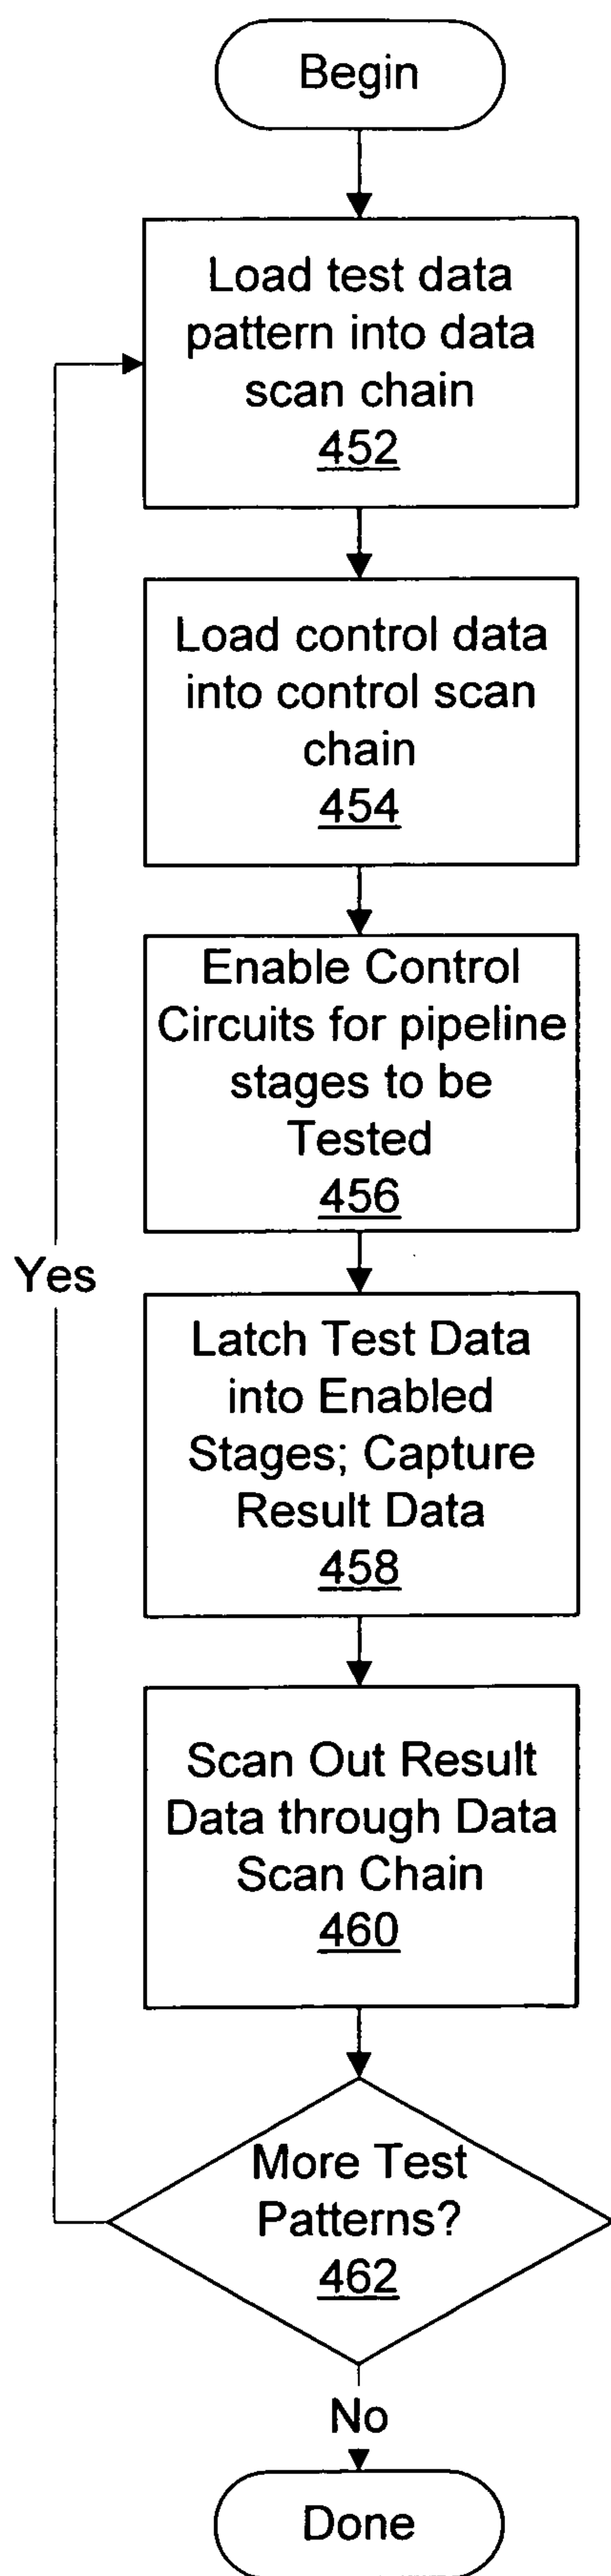 Begin
Load test data
pattern into data
scan chain
452
Load control data
into control scan
chain
454
Enable Control
Circuits for pipeline
stages to be
Tested
456
Yes
Latch Test Data
into Enabled
Stages; Capture
Result Data
458
Scan Out Result
Data through Data
Scan Chain
460
More Test
Patterns?
462
No
Done